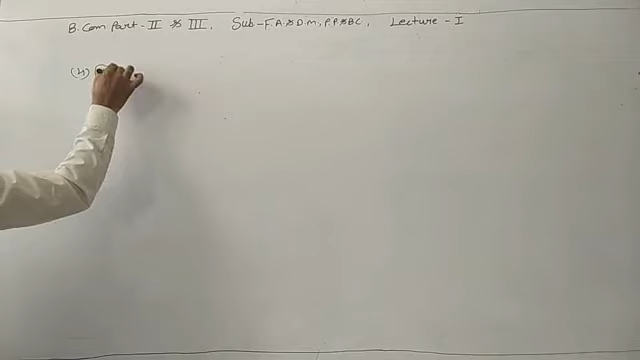 B. Com Part - II & III, Sub - F.A. & D.M., P.P. & B.C., Lecture - I